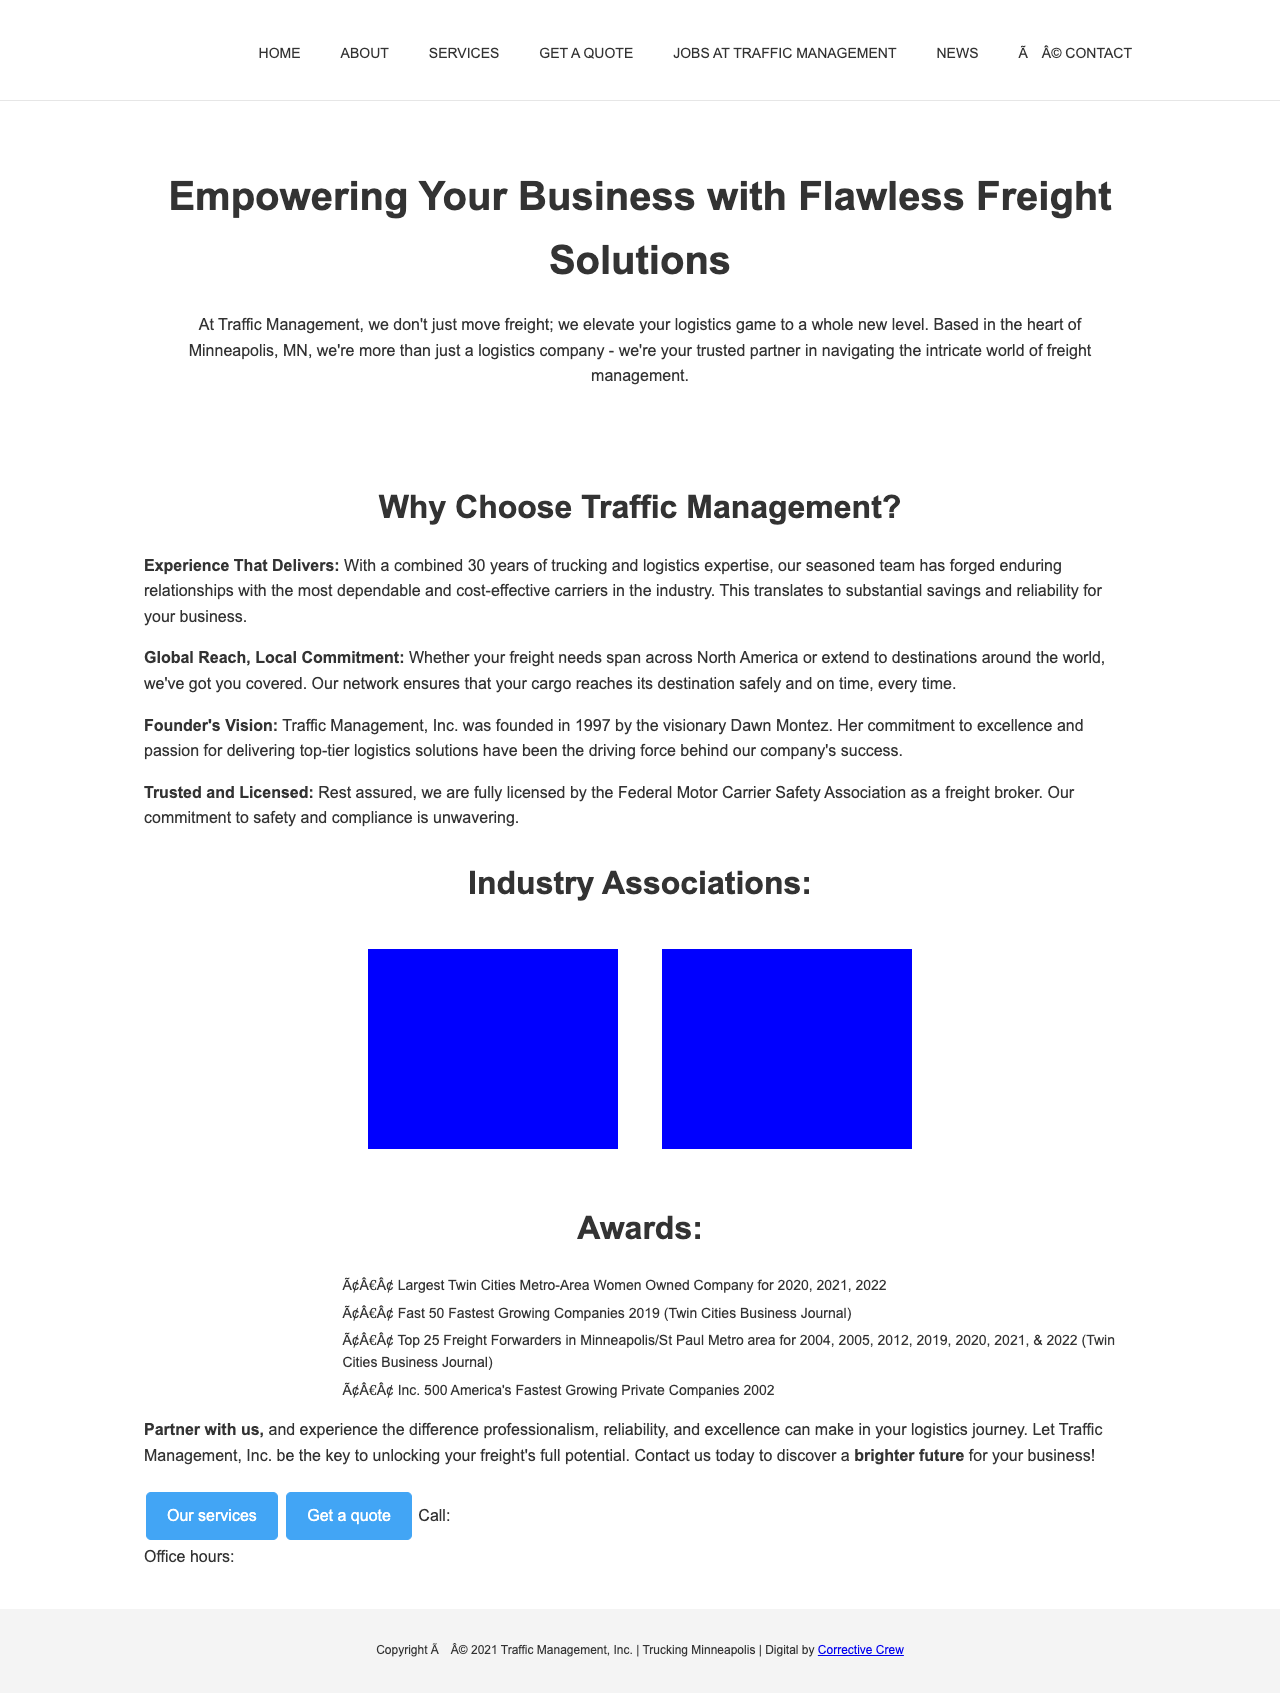 HOME ABOUT SERVICES GET A QUOTE JOBS AT TRAFFIC MANAGEMENT NEWS Ã Â© CONTACT
Empowering Your Business with Flawless Freight
Solutions
At Traffic Management, we don't just move freight; we elevate your logistics game to a whole new level. Based in the heart of
Minneapolis, MN, we're more than just a logistics company - we're your trusted partner in navigating the intricate world of freight
management.
Why Choose Traffic Management?
Experience That Delivers: With a combined 30 years of trucking and logistics expertise, our seasoned team has forged enduring
relationships with the most dependable and cost-effective carriers in the industry. This translates to substantial savings and reliability for
your business.
Global Reach, Local Commitment: Whether your freight needs span across North America or extend to destinations around the world,
we've got you covered. Our network ensures that your cargo reaches its destination safely and on time, every time.
Founder's Vision: Traffic Management, Inc. was founded in 1997 by the visionary Dawn Montez. Her commitment to excellence and
passion for delivering top-tier logistics solutions have been the driving force behind our company's success.
Trusted and Licensed: Rest assured, we are fully licensed by the Federal Motor Carrier Safety Association as a freight broker. Our
commitment to safety and compliance is unwavering.
Industry Associations:
Awards:
Ã¢Â€Â¢ Largest Twin Cities Metro-Area Women Owned Company for 2020, 2021, 2022
Ã¢Â€Â¢ Fast 50 Fastest Growing Companies 2019 (Twin Cities Business Journal)
Ã¢Â€Â¢ Top 25 Freight Forwarders in Minneapolis/St Paul Metro area for 2004, 2005, 2012, 2019, 2020, 2021, & 2022 (Twin
Cities Business Journal)
Ã¢Â€Â¢ Inc. 500 America's Fastest Growing Private Companies 2002
Partner with us, and experience the difference professionalism, reliability, and excellence can make in your logistics journey. Let Traffic
Management, Inc. be the key to unlocking your freight's full potential. Contact us today to discover a brighter future for your business!
Our services Get a quote Call:
Office hours:
Copyright Ã Â© 2021 Traffic Management, Inc. | Trucking Minneapolis | Digital by Corrective Crew